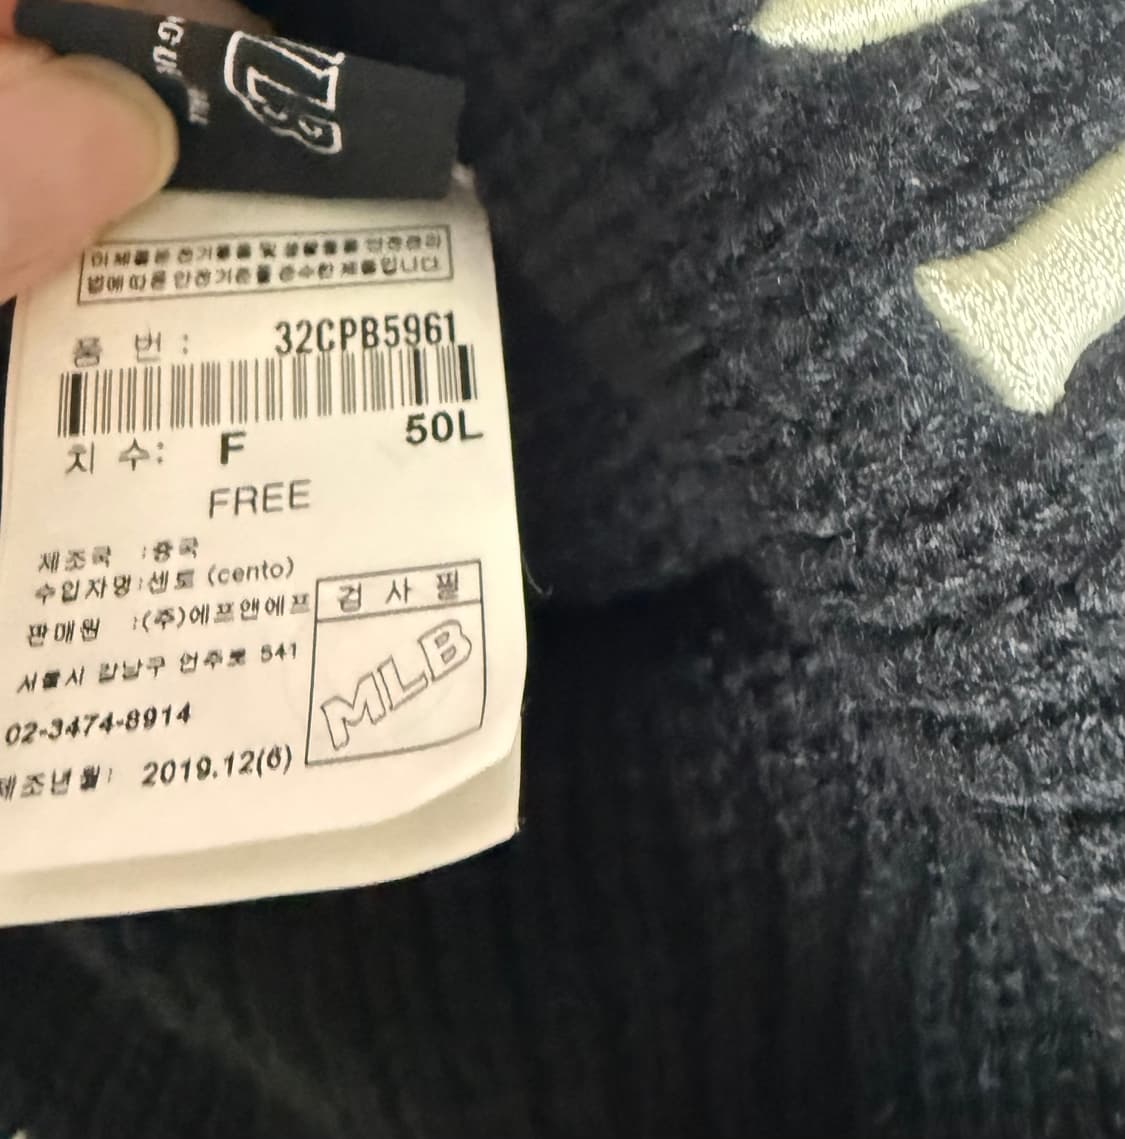 MLB
이 제품은 전기용품 및 생활용품 안전관리
법에 따른 안전기준을 준수한 제품입니다.
품 번 : 32CPB5961
치 수: F 50L
FREE
제조국 :중국
수입자명:센토 (cento)
판매원 :(주)에프앤에프
서울시 강남구 언주로 541
02-3474-8914
제조년월: 2019.12(6)
검 사 필
MLB